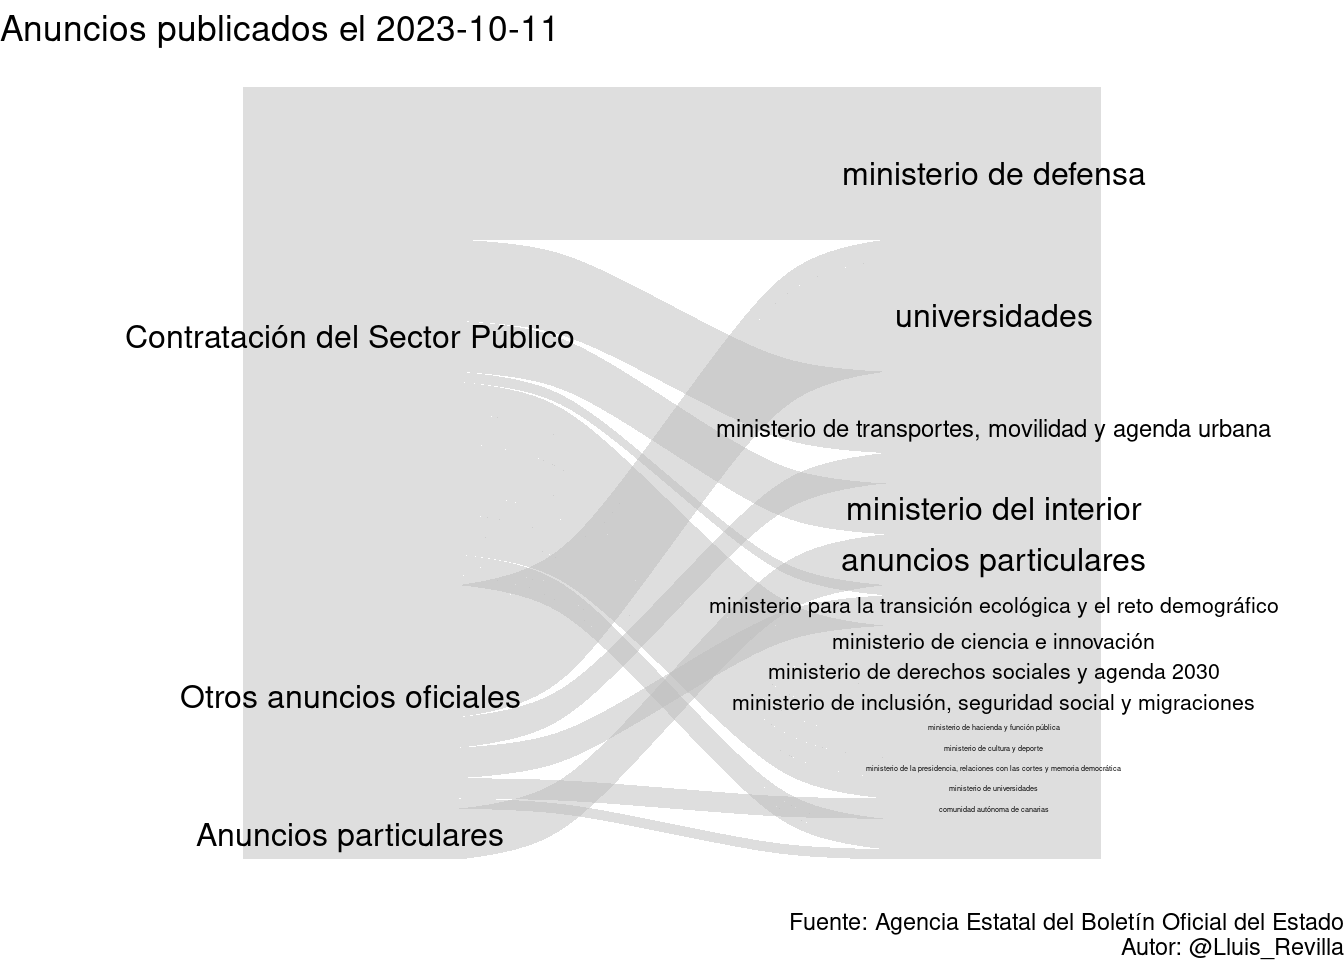 Anuncios publicados el 2023-10-11
ministerio de defensa
universidades
Contratación del Sector Público
ministerio de transportes, movilidad y agenda urbana
ministerio del interior
anuncios particulares
ministerio para la transición ecológica y el reto demográfico
ministerio de ciencia e innovación
ministerio de derechos sociales y agenda 2030
Otros anuncios oficiales
ministerio de inclusión, seguridad social y migraciones
ministerio de hacienda y función pública
ministerio de cultura y deporte
ministerio de la presidencia, relaciones con las cortes y memoria democrática
ministerio de universidades
comunidad autónoma de canarias
Anuncios particulares
Fuente: Agencia Estatal del Boletín Oficial del Estado
Autor: @Lluis_Revilla